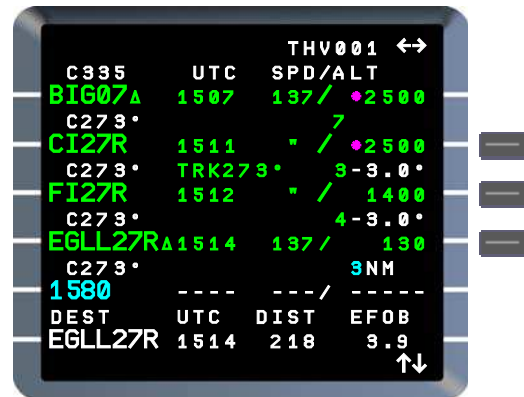 THV001 ↔
C335 UTC SPD/ALT
BIG07Δ 1507 137/ *2500
C273° 7
CI27R 1511 " / *2500
C273° TRK273° 3-3.0°
FI27R 1512 " / 1400
C273° 4-3.0°
EGLL27RΔ 1514 137/ 130
C273° 3NM
1580 ---- ---/ -----
DEST UTC DIST EFOB
EGLL27R 1514 218 3.9
↑↓